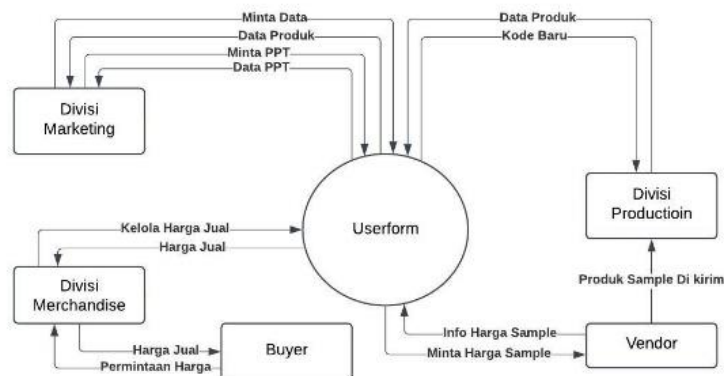 Minta Data
Data Produk
Minta PPT
Data PPT
Data Produk
Kode Baru
Divisi
Marketing
Divisi
Productioin
Userform
Kelola Harga Jual
Harga Jual
Divisi
Merchandise
Produk Sample Di kirim
Info Harga Sample
Minta Harga Sample
Vendor
Harga Jual
Permintaan Harga
Buyer